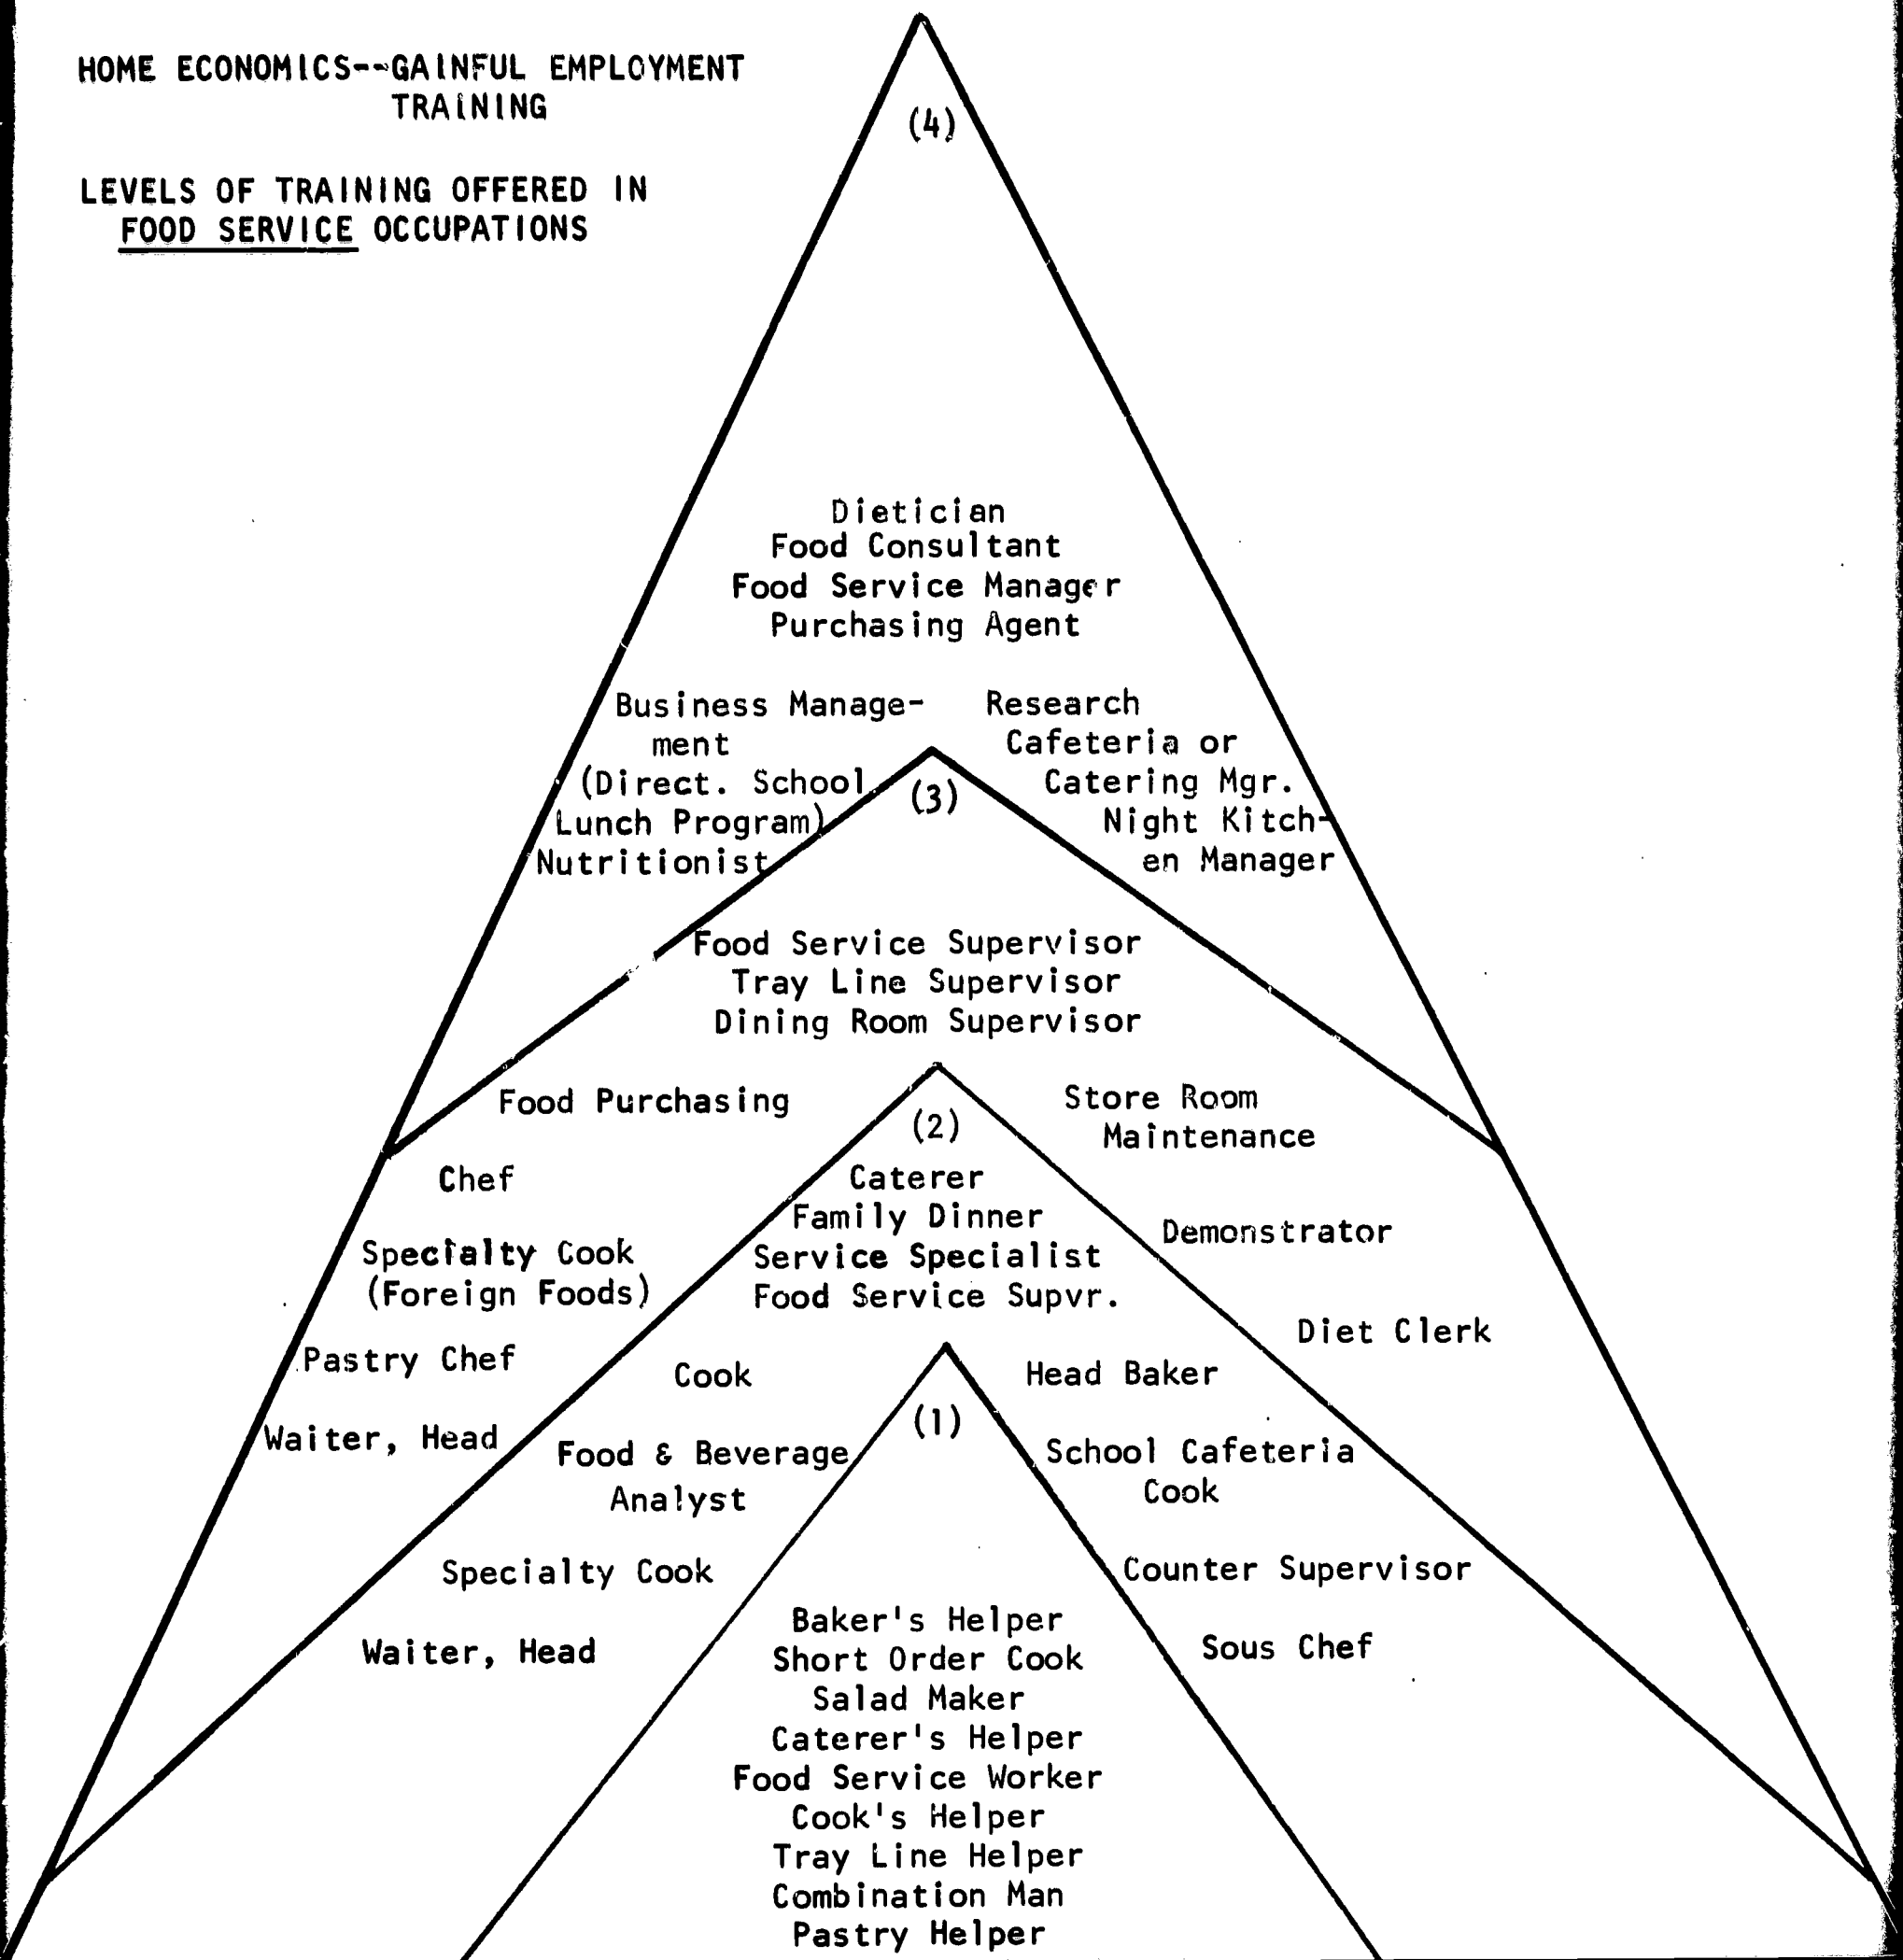 HOME ECONOMICS--GAINFUL EMPLOYMENT
TRAINING
LEVELS OF TRAINING OFFERED IN
FOOD SERVICE OCCUPATIONS
(4)
Dietician
Food Consultant
Food Service Manager
Purchasing Agent
Business Manage-
ment
(Direct. School
Lunch Program)
Nutritionist
Research
Cafeteria or
Catering Mgr.
Night Kitch-
en Manager
(3)
Food Service Supervisor
Tray Line Supervisor
Dining Room Supervisor
Food Purchasing
Chef
Specialty Cook
(Foreign Foods)
Pastry Chef
Waiter, Head
Store Room
Maintenance
Demonstrator
Diet Clerk
(2)
Caterer
Family Dinner
Service Specialist
Food Service Supvr.
Cook
Food & Beverage
Analyst
Specialty Cook
Waiter, Head
Head Baker
School Cafeteria
Cook
Counter Supervisor
Sous Chef
(1)
Baker's Helper
Short Order Cook
Salad Maker
Caterer's Helper
Food Service Worker
Cook's Helper
Tray Line Helper
Combination Man
Pastry Helper